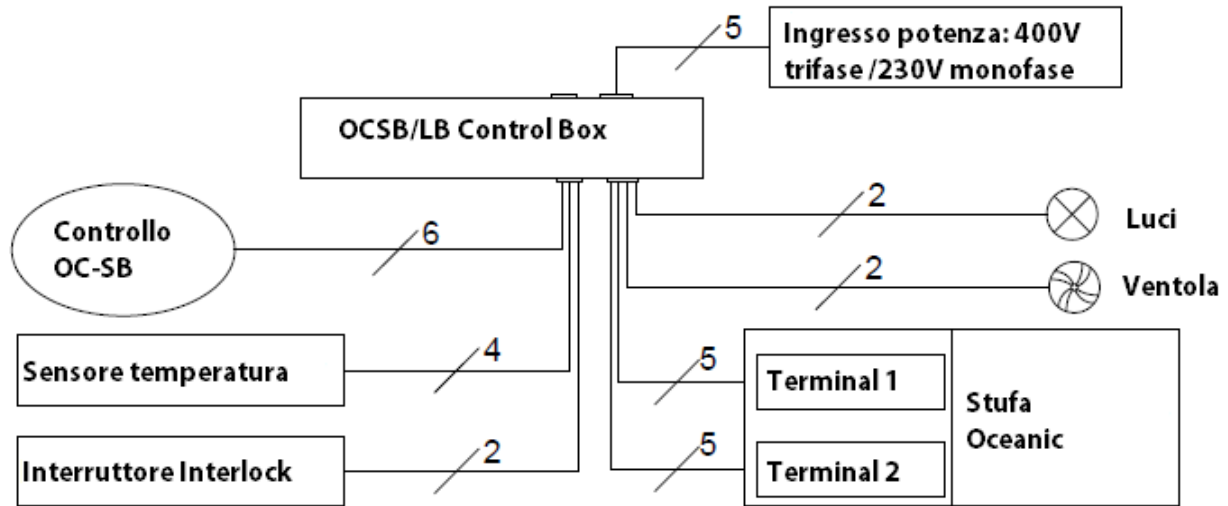 5
Ingresso potenza: 400V
trifase /230V monofase
OCSB/LB Control Box
Controllo
OC-SB
6
2
Luci
2
Ventola
Sensore temperatura
4
Interruttore Interlock
2
5
Terminal 1
5
Terminal 2
Stufa
Oceanic